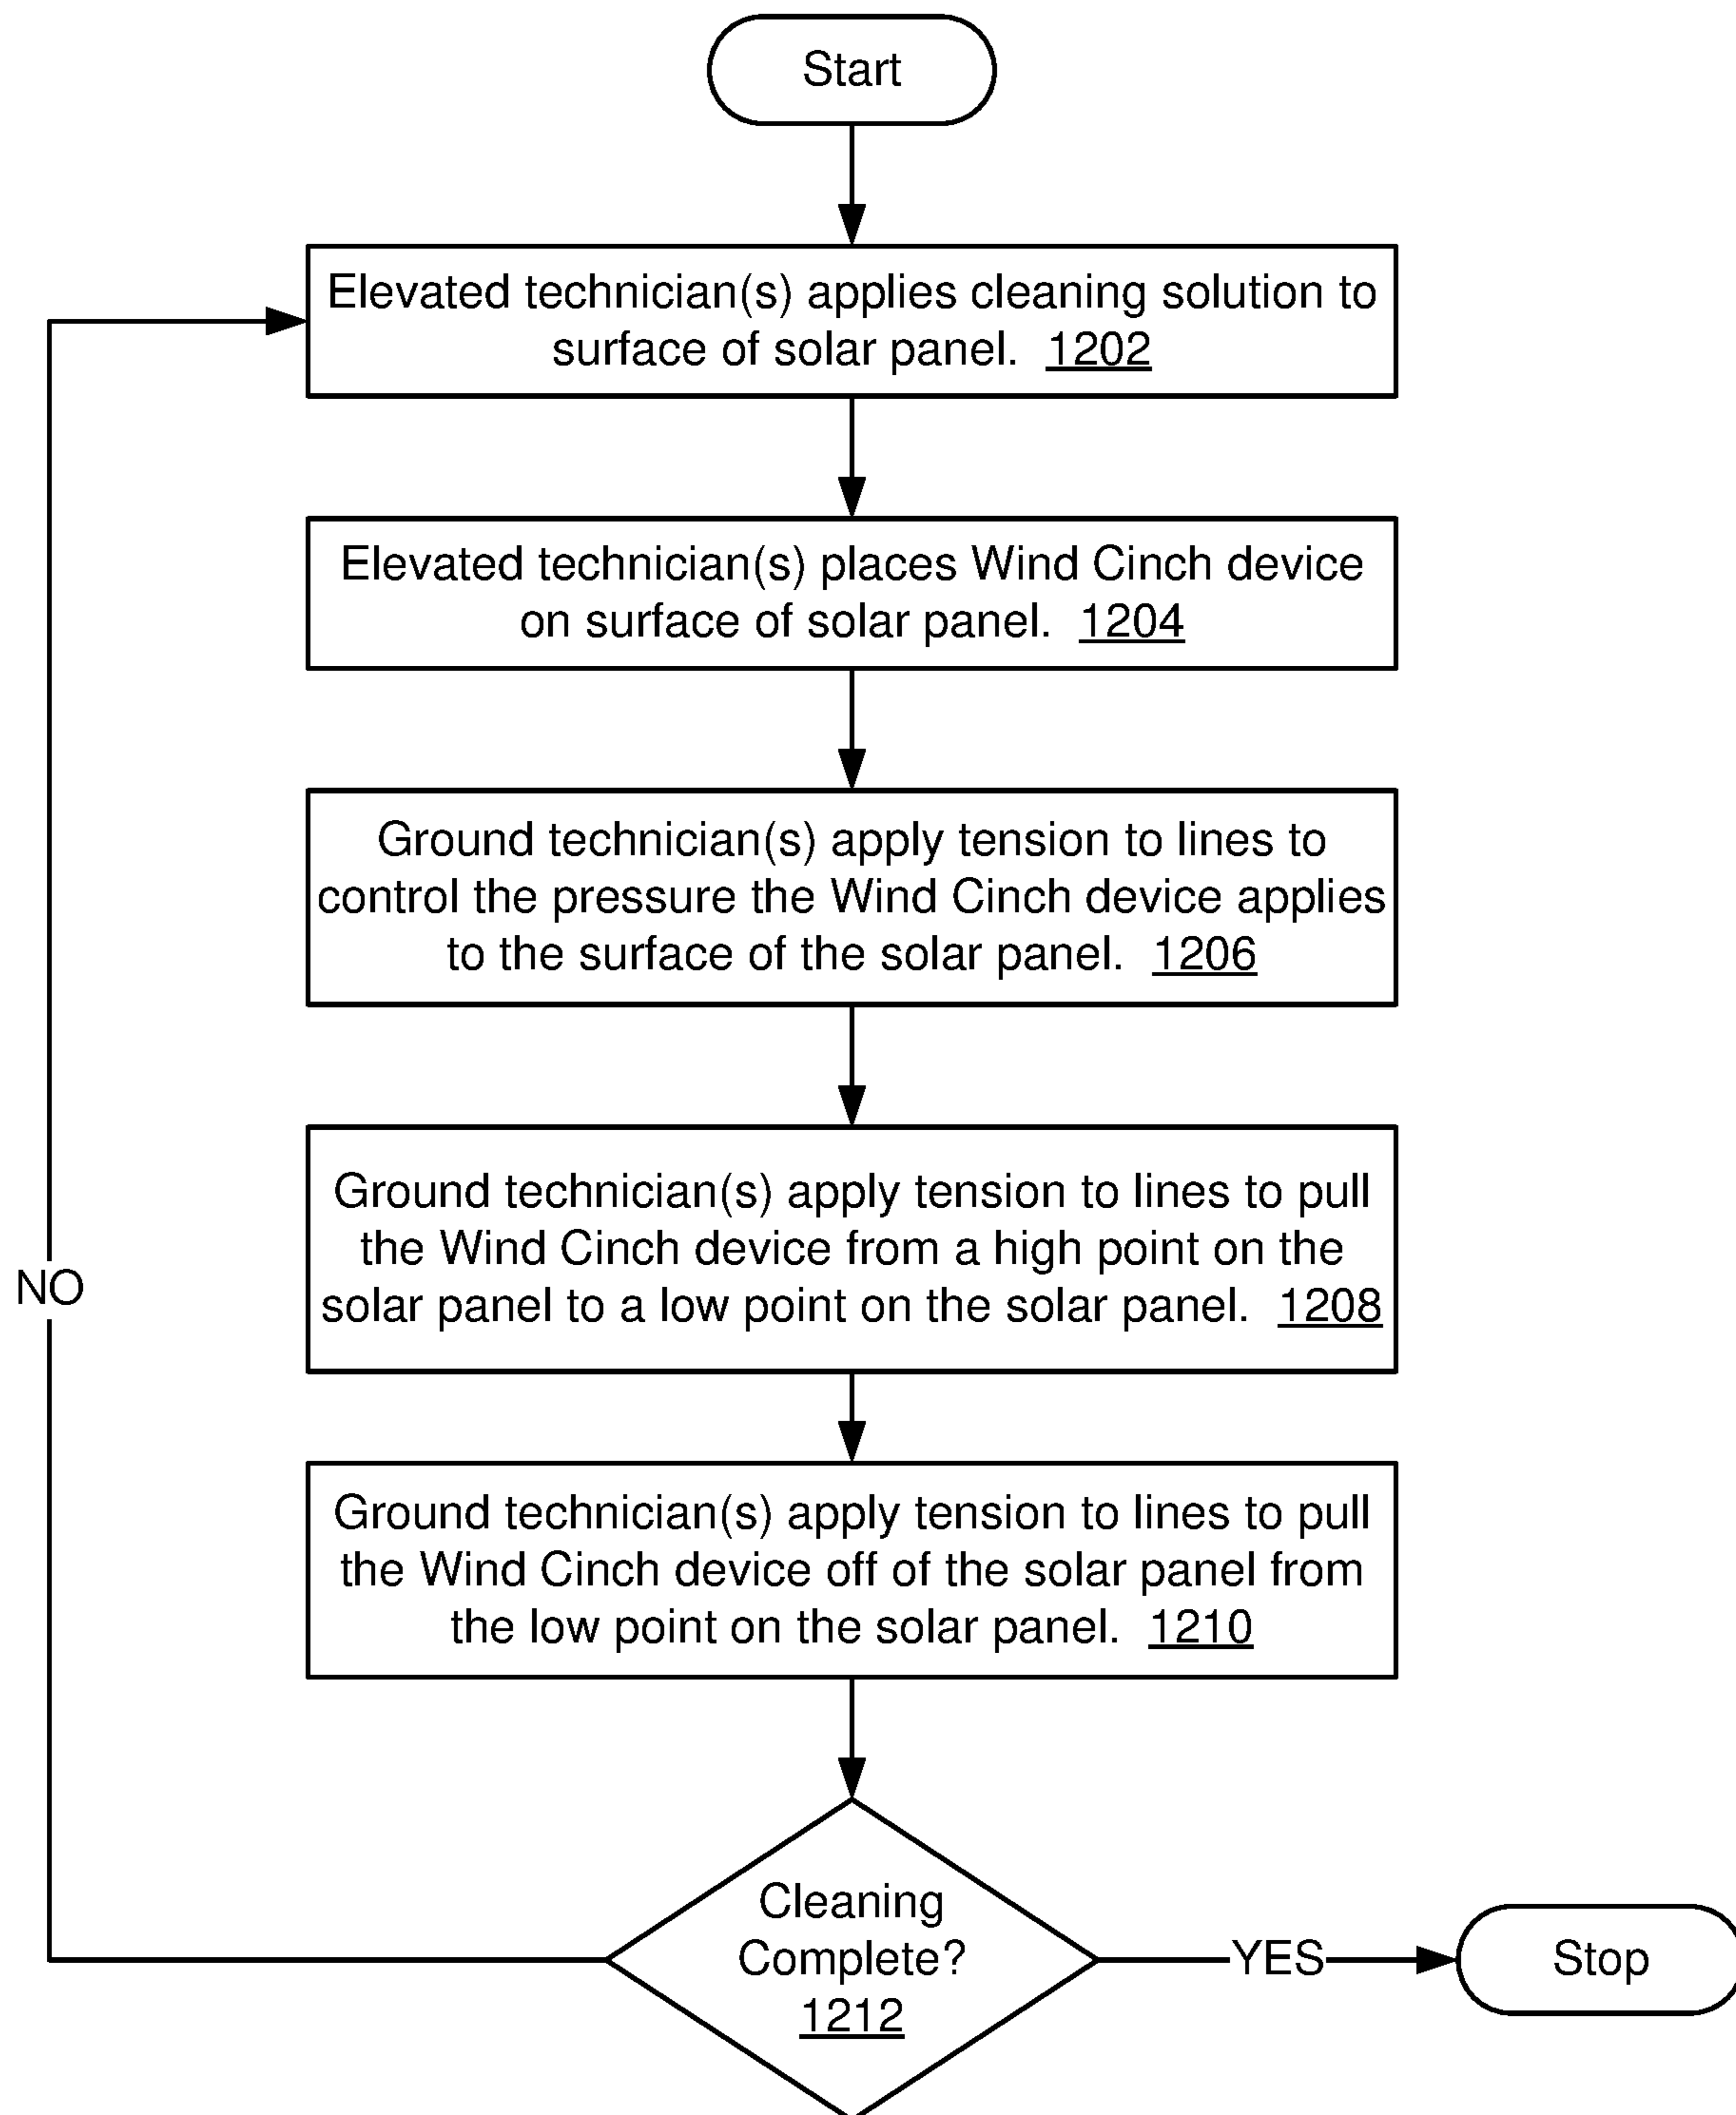 Start
Elevated technician(s) applies cleaning solution to
surface of solar panel. 1202
Elevated technician(s) places Wind Cinch device
on surface of solar panel. 1204
Ground technician(s) apply tension to lines to
control the pressure the Wind Cinch device applies
to the surface of the solar panel. 1206
Ground technician(s) apply tension to lines to pull
the Wind Cinch device from a high point on the
solar panel to a low point on the solar panel. 1208
NO
Ground technician(s) apply tension to lines to pull
the Wind Cinch device off of the solar panel from
the low point on the solar panel. 1210
Cleaning
Complete?
1212
YES
Stop